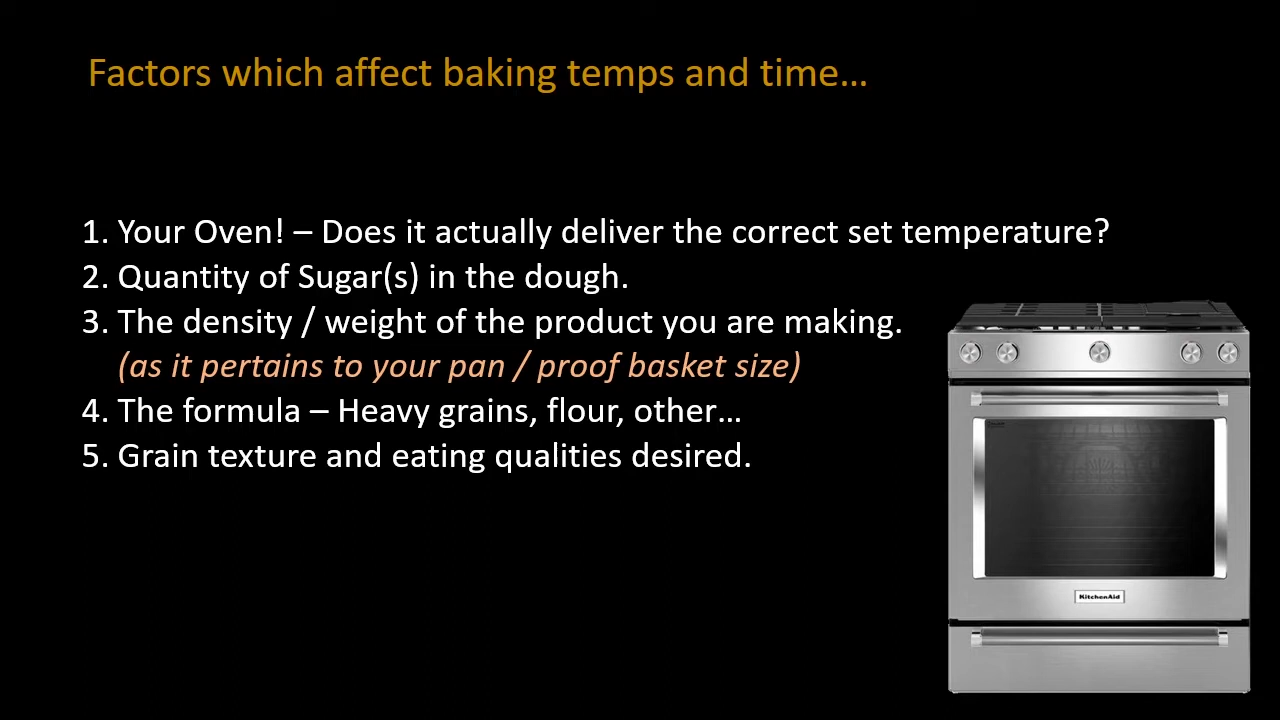 Factors which affect baking temps and time…
1. Your Oven! – Does it actually deliver the correct set temperature?
2. Quantity of Sugar(s) in the dough.
3. The density / weight of the product you are making.
(as it pertains to your pan / proof basket size)
4. The formula – Heavy grains, flour, other…
5. Grain texture and eating qualities desired.
KitchenAid